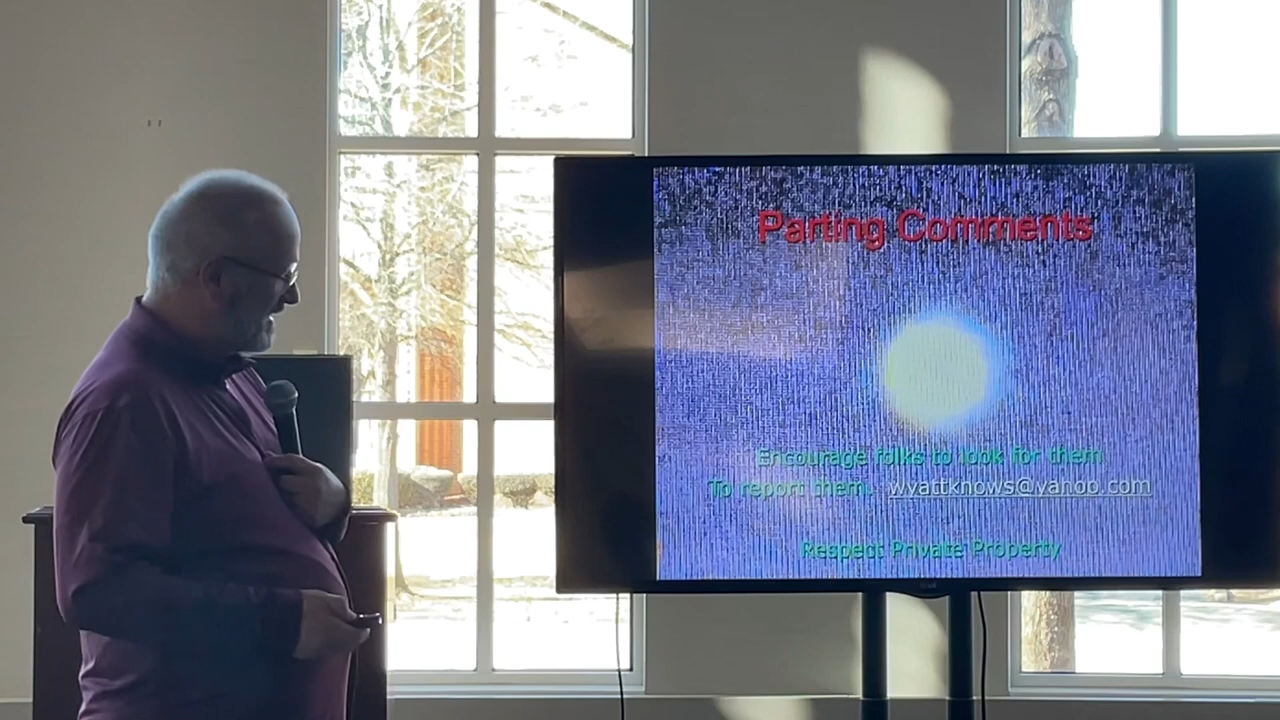 Parting Comments
Encourage folks to look for them
To report them. wyattknows@yahoo.com
Respect Private Property